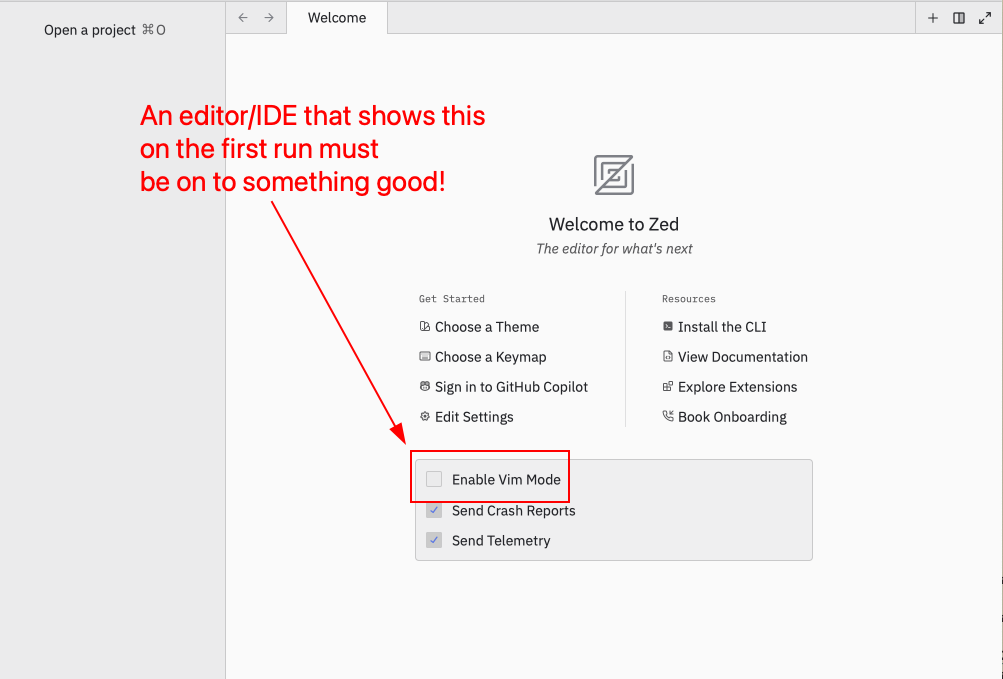 Open a project ⌘O
Welcome
An editor/IDE that shows this
on the first run must
be on to something good!
Welcome to Zed
The editor for what's next
Get Started
Choose a Theme
Choose a Keymap
Sign in to GitHub Copilot
Edit Settings
Resources
Install the CLI
View Documentation
Explore Extensions
Book Onboarding
Enable Vim Mode
Send Crash Reports
Send Telemetry